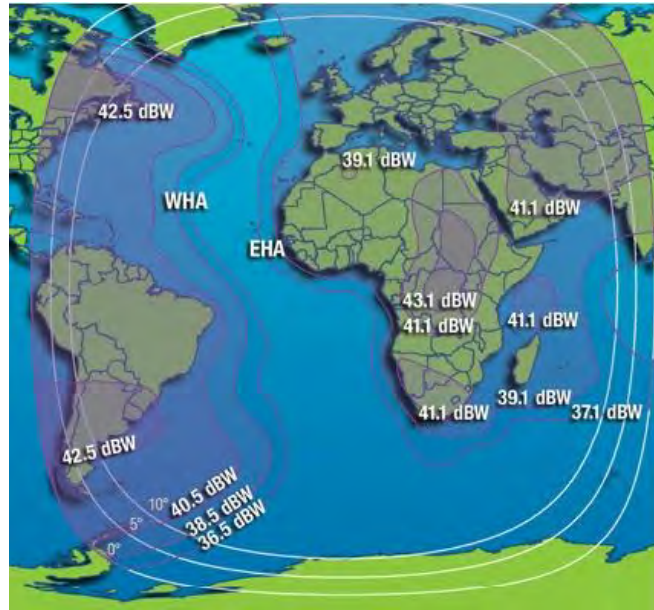 42.5 dBW
39.1 dBW
WHA
41.1 dBW
EHA
43.1 dBW
41.1 dBW
41.1 dBW
39.1 dBW
37.1 dBW
41.1 dBW
42.5 dBW
10° 40.5 dBW
5° 38.5 dBW
0° 36.5 dBW